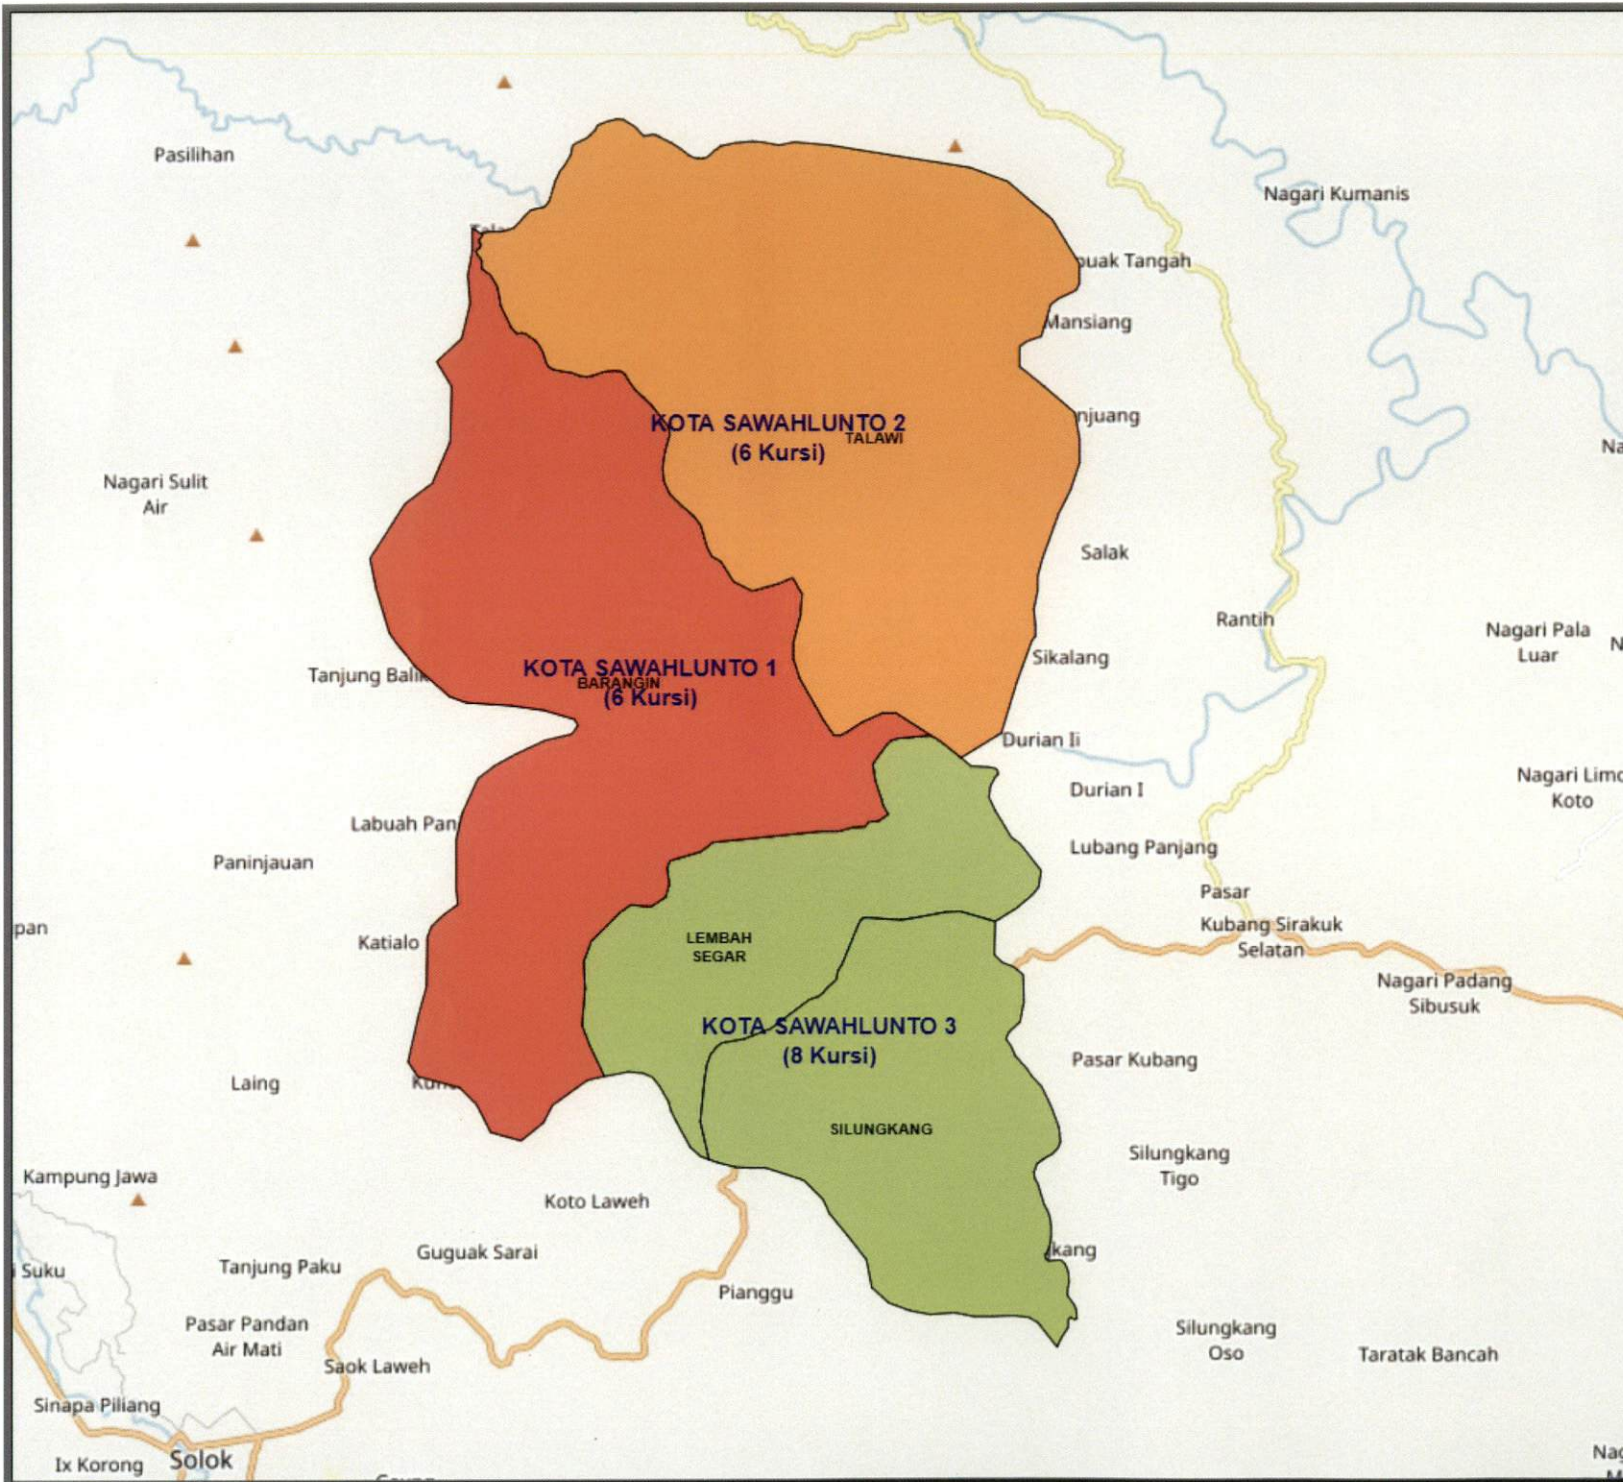 Pasilihan
Nagari Kumanis
puak Tangah
Mansiang
njuang
KOTA SAWAHLUNTO 2
TALAWI
(6 Kursi)
Nagari Sulit
Air
Salak
Rantih
Nagari Pala
Luar
Sikalang
Tanjung Balik
KOTA SAWAHLUNTO 1
BARANGIN
(6 Kursi)
Durian Ii
Durian I
Nagari Limo
Koto
Labuah Pan
Paninjauan
Lubang Panjang
Pasar
Kubang Sirakuk
Selatan
pan
Katialo
LEMBAH
SEGAR
Nagari Padang
Sibusuk
KOTA SAWAHLUNTO 3
(8 Kursi)
Pasar Kubang
Laing
SILUNGKANG
Silungkang
Tigo
Kampung Jawa
Koto Laweh
Guguak Sarai
kang
i Suku
Tanjung Paku
Pianggu
Pasar Pandan
Air Mati
Silungkang
Oso
Saok Laweh
Taratak Bancah
Sinapa Piliang
Ix Korong
Solok